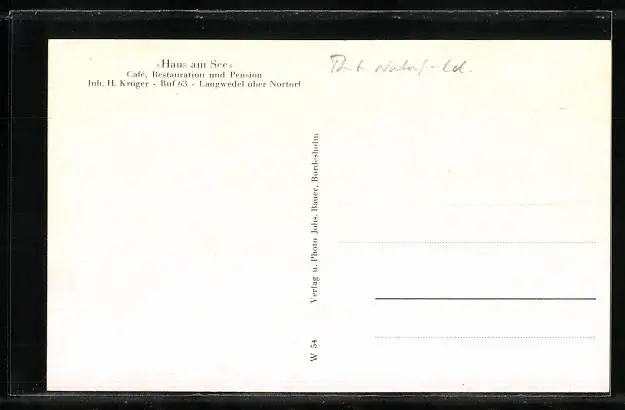 »Haus am See«
Café, Restauration und Pension
Inh. H. Krüger - Ruf 63 - Langwedel über Nortorf
W 54 Verlag u. Photo Johs. Bauer, Bordesholm